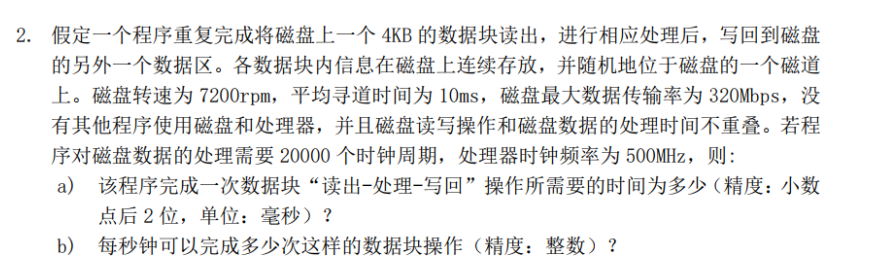 2. 假定一个程序重复完成将磁盘上一个 4KB 的数据块读出，进行相应处理后，写回到磁盘
的另外一个数据区。各数据块内信息在磁盘上连续存放，并随机地位于磁盘的一个磁道
上。磁盘转速为 7200rpm，平均寻道时间为 10ms，磁盘最大数据传输率为 320Mbps，没
有其他程序使用磁盘和处理器，并且磁盘读写操作和磁盘数据的处理时间不重叠。若程
序对磁盘数据的处理需要 20000 个时钟周期，处理器时钟频率为 500MHz，则：
a) 该程序完成一次数据块“读出-处理-写回”操作所需要的时间为多少（精度：小数
点后 2 位，单位：毫秒）？
b) 每秒钟可以完成多少次这样的数据块操作（精度：整数）？